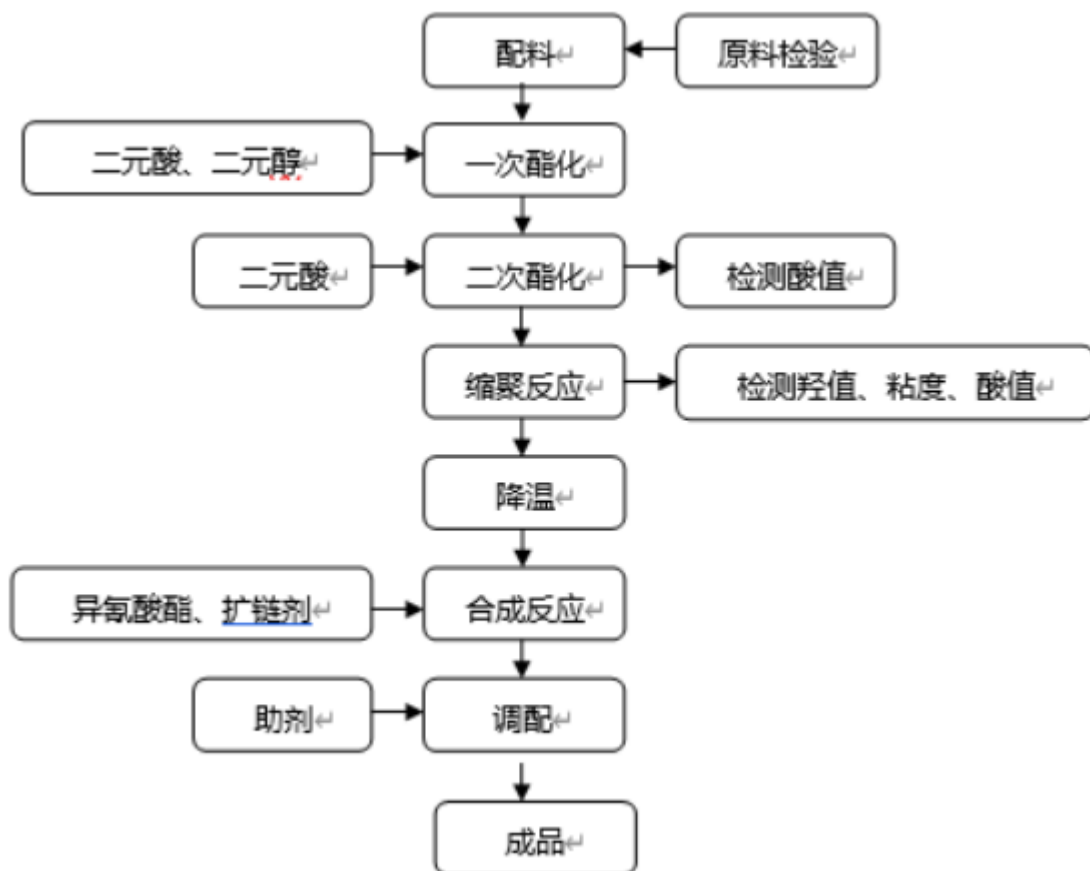 配料
原料检验
二元酸、二元醇
一次酯化
二元酸
二次酯化
检测酸值
缩聚反应
检测羟值、粘度、酸值
降温
异氰酸酯、扩链剂
合成反应
助剂
调配
成品